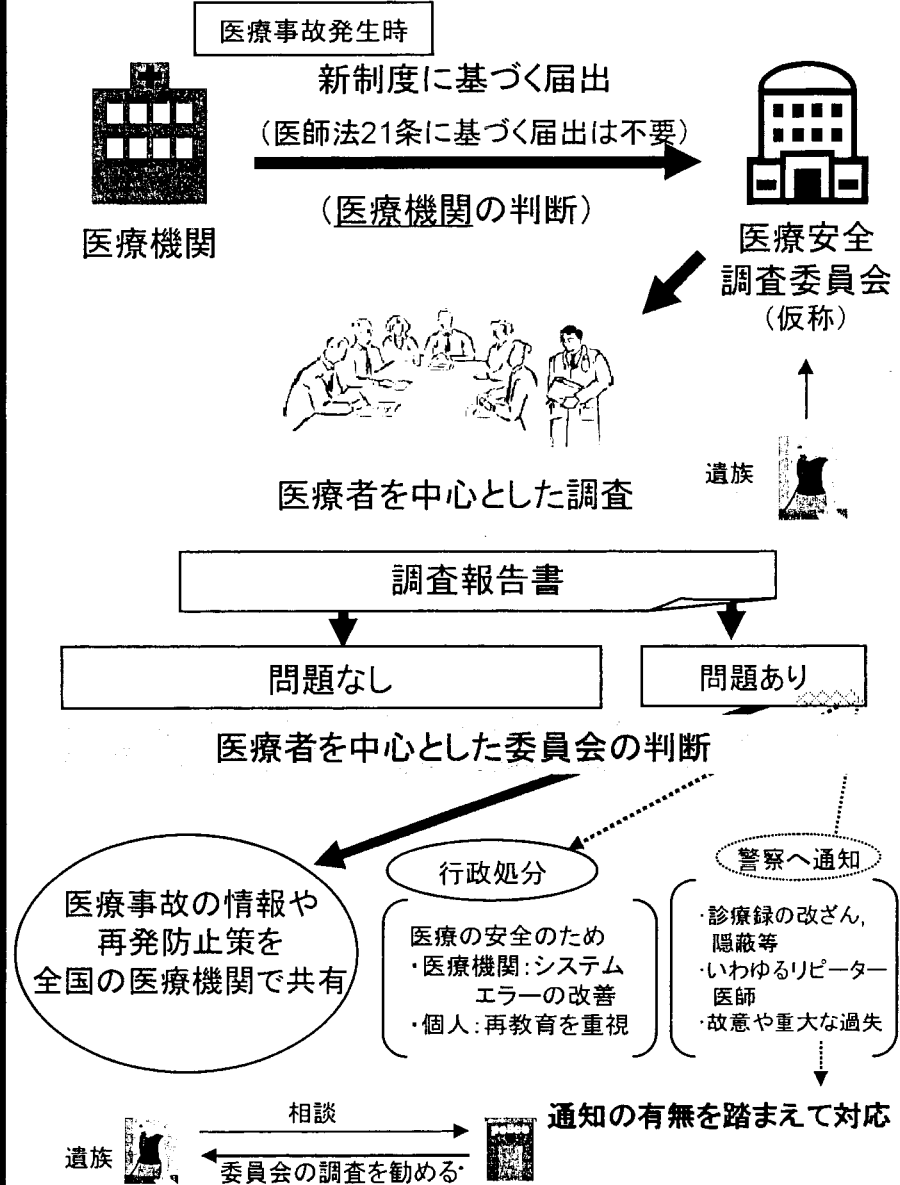 医療事故発生時
新制度に基づく届出
（医師法21条に基づく届出は不要）
（医療機関の判断）
医療機関
医療安全
調査委員会
（仮称）
遺族
医療者を中心とした調査
調査報告書
問題なし
問題あり
医療者を中心とした委員会の判断
医療事故の情報や
再発防止策を
全国の医療機関で共有
行政処分
医療の安全のため
・医療機関：システム
エラーの改善
・個人：再教育を重視
警察へ通知
・診療録の改ざん，
隠蔽等
・いわゆるリピーター
医師
・故意や重大な過失
通知の有無を踏まえて対応
相談
遺族
委員会の調査を勧める